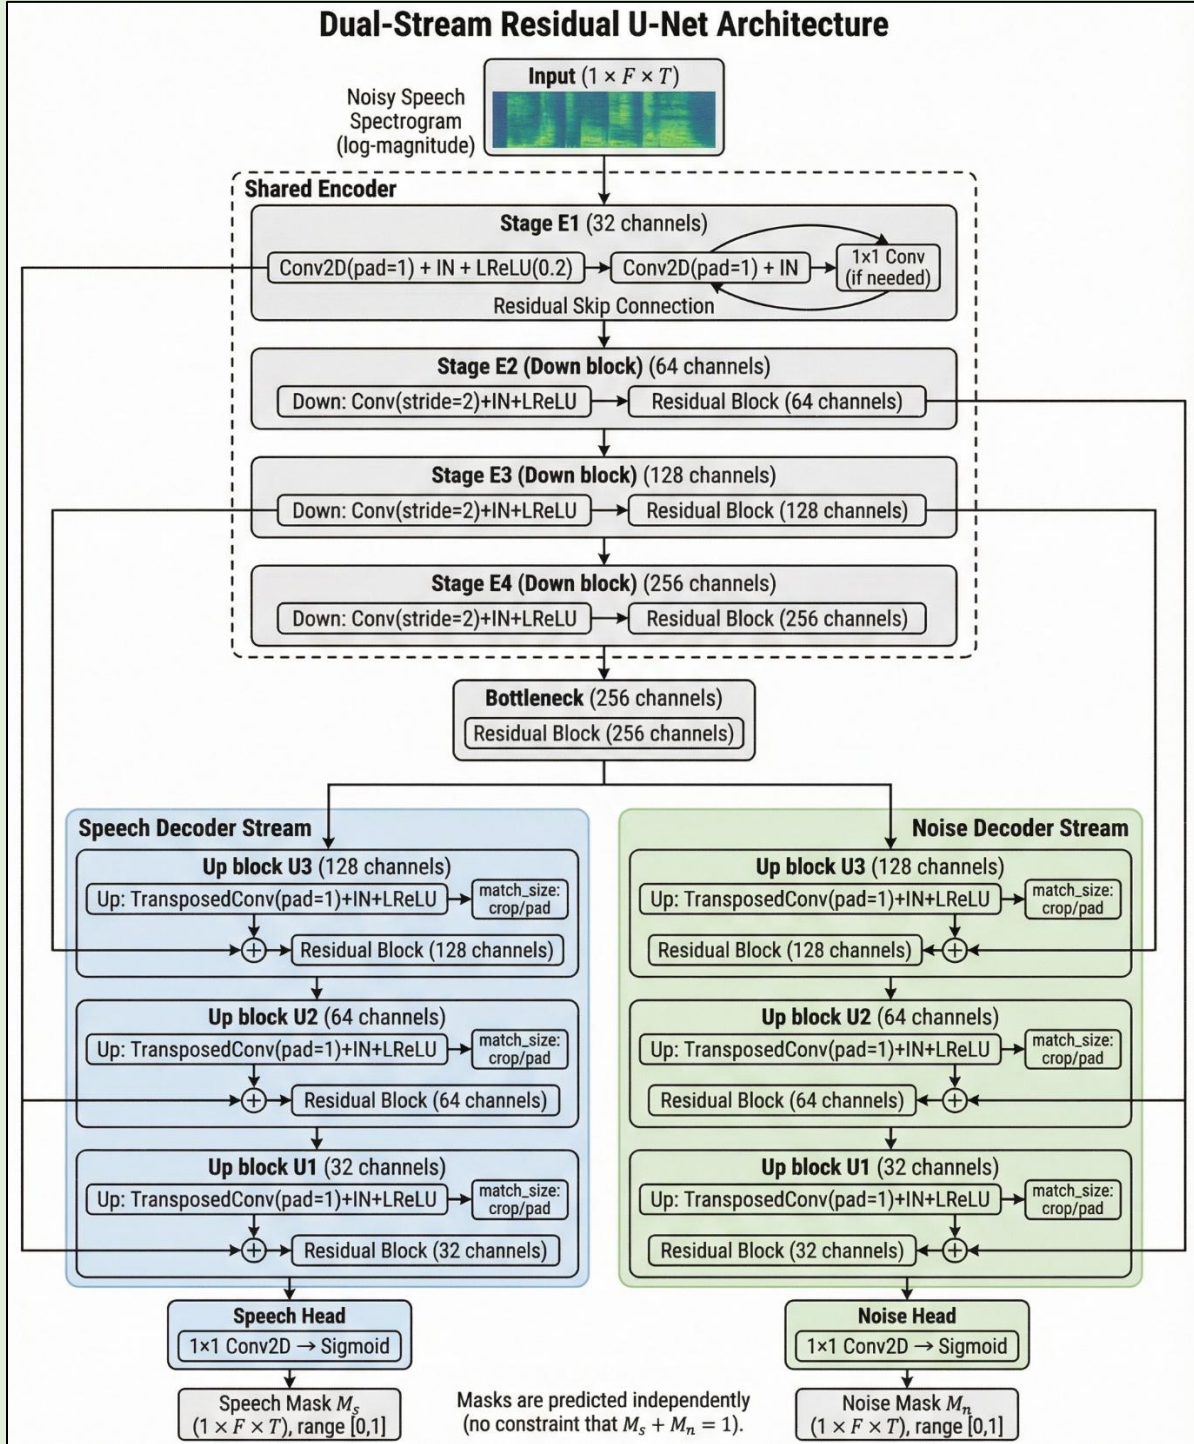 Dual-Stream Residual U-Net Architecture
Input (1 × F × T)
Noisy Speech
Spectrogram
(log-magnitude)
Shared Encoder
Stage E1 (32 channels)
Conv2D(pad=1) + IN + LReLU(0.2)
Conv2D(pad=1) + IN
1×1 Conv
(if needed)
Residual Skip Connection
Stage E2 (Down block) (64 channels)
Down: Conv(stride=2)+IN+LReLU
Residual Block (64 channels)
Stage E3 (Down block) (128 channels)
Down: Conv(stride=2)+IN+LReLU
Residual Block (128 channels)
Stage E4 (Down block) (256 channels)
Down: Conv(stride=2)+IN+LReLU
Residual Block (256 channels)
Bottleneck (256 channels)
Residual Block (256 channels)
Speech Decoder Stream
Up block U3 (128 channels)
Up: TransposedConv(pad=1)+IN+LReLU
match_size:
crop/pad
+
Residual Block (128 channels)
Up block U2 (64 channels)
Up: TransposedConv(pad=1)+IN+LReLU
match_size:
crop/pad
+
Residual Block (64 channels)
Up block U1 (32 channels)
Up: TransposedConv(pad=1)+IN+LReLU
match_size:
crop/pad
+
Residual Block (32 channels)
Speech Head
1×1 Conv2D → Sigmoid
Speech Mask M_s
(1 × F × T), range [0,1]
Noise Decoder Stream
Up block U3 (128 channels)
Up: TransposedConv(pad=1)+IN+LReLU
match_size:
crop/pad
Residual Block (128 channels)
+
Up block U2 (64 channels)
Up: TransposedConv(pad=1)+IN+LReLU
match_size:
crop/pad
Residual Block (64 channels)
+
Up block U1 (32 channels)
Up: TransposedConv(pad=1)+IN+LReLU
match_size:
crop/pad
Residual Block (32 channels)
+
Noise Head
1×1 Conv2D → Sigmoid
Noise Mask M_n
(1 × F × T), range [0,1]
Masks are predicted independently
(no constraint that M_s + M_n = 1).